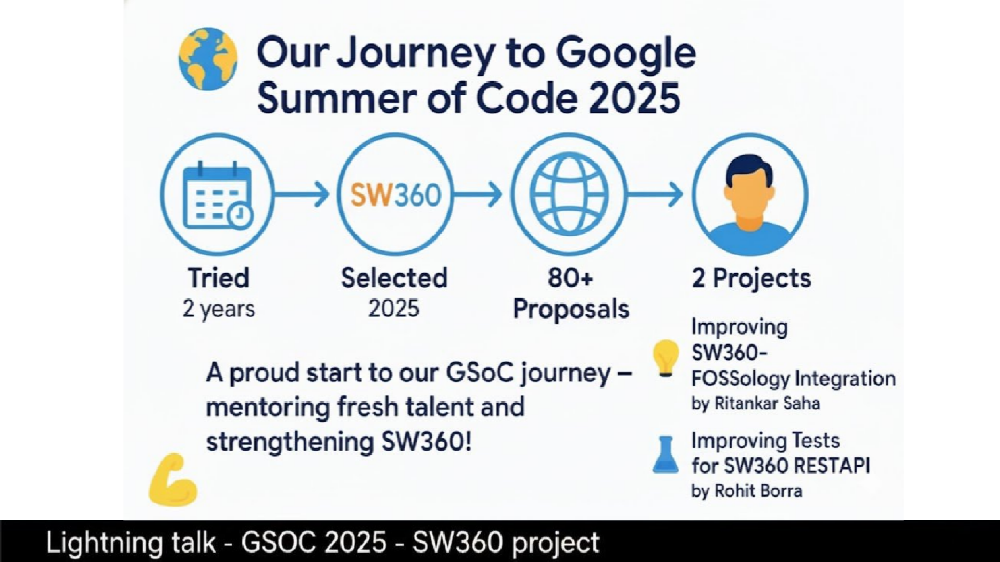 Our Journey to Google
Summer of Code 2025
SW360
Tried
2 years
Selected
2025
80+
Proposals
2 Projects
A proud start to our GSoC journey –
mentoring fresh talent and
strengthening SW360!
Improving
SW360-
FOSSology Integration
by Ritankar Saha
Improving Tests
for SW360 RESTAPI
by Rohit Borra
Lightning talk - GSOC 2025 - SW360 project